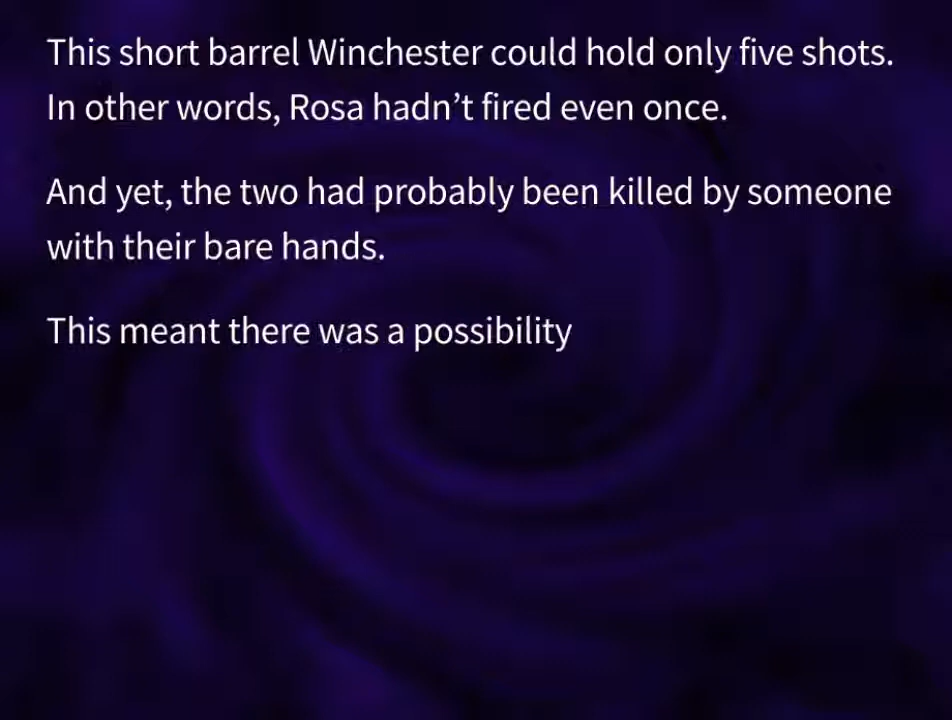 This short barrel Winchester could hold only five shots.
In other words, Rosa hadn’t fired even once.
And yet, the two had probably been killed by someone
with their bare hands.
This meant there was a possibility